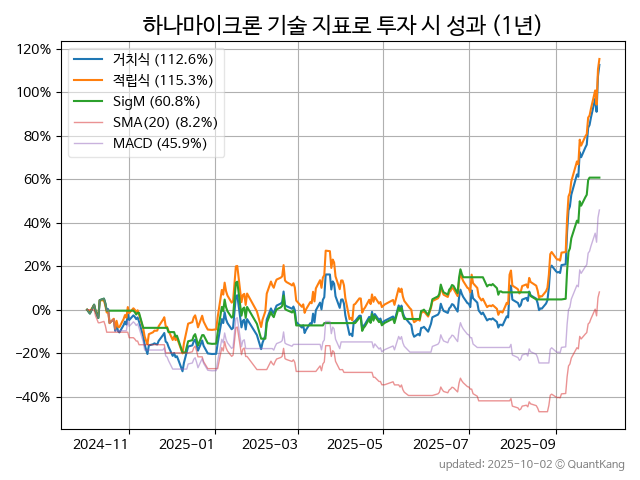 하나마이크론 기술 지표로 투자 시 성과 (1년)
120%
100%
80%
60%
40%
20%
0%
−20%
−40%
거치식 (112.6%)
적립식 (115.3%)
SigM (60.8%)
SMA(20) (8.2%)
MACD (45.9%)
2024-11
2025-01
2025-03
2025-05
2025-07
2025-09
updated: 2025-10-02 © QuantKang